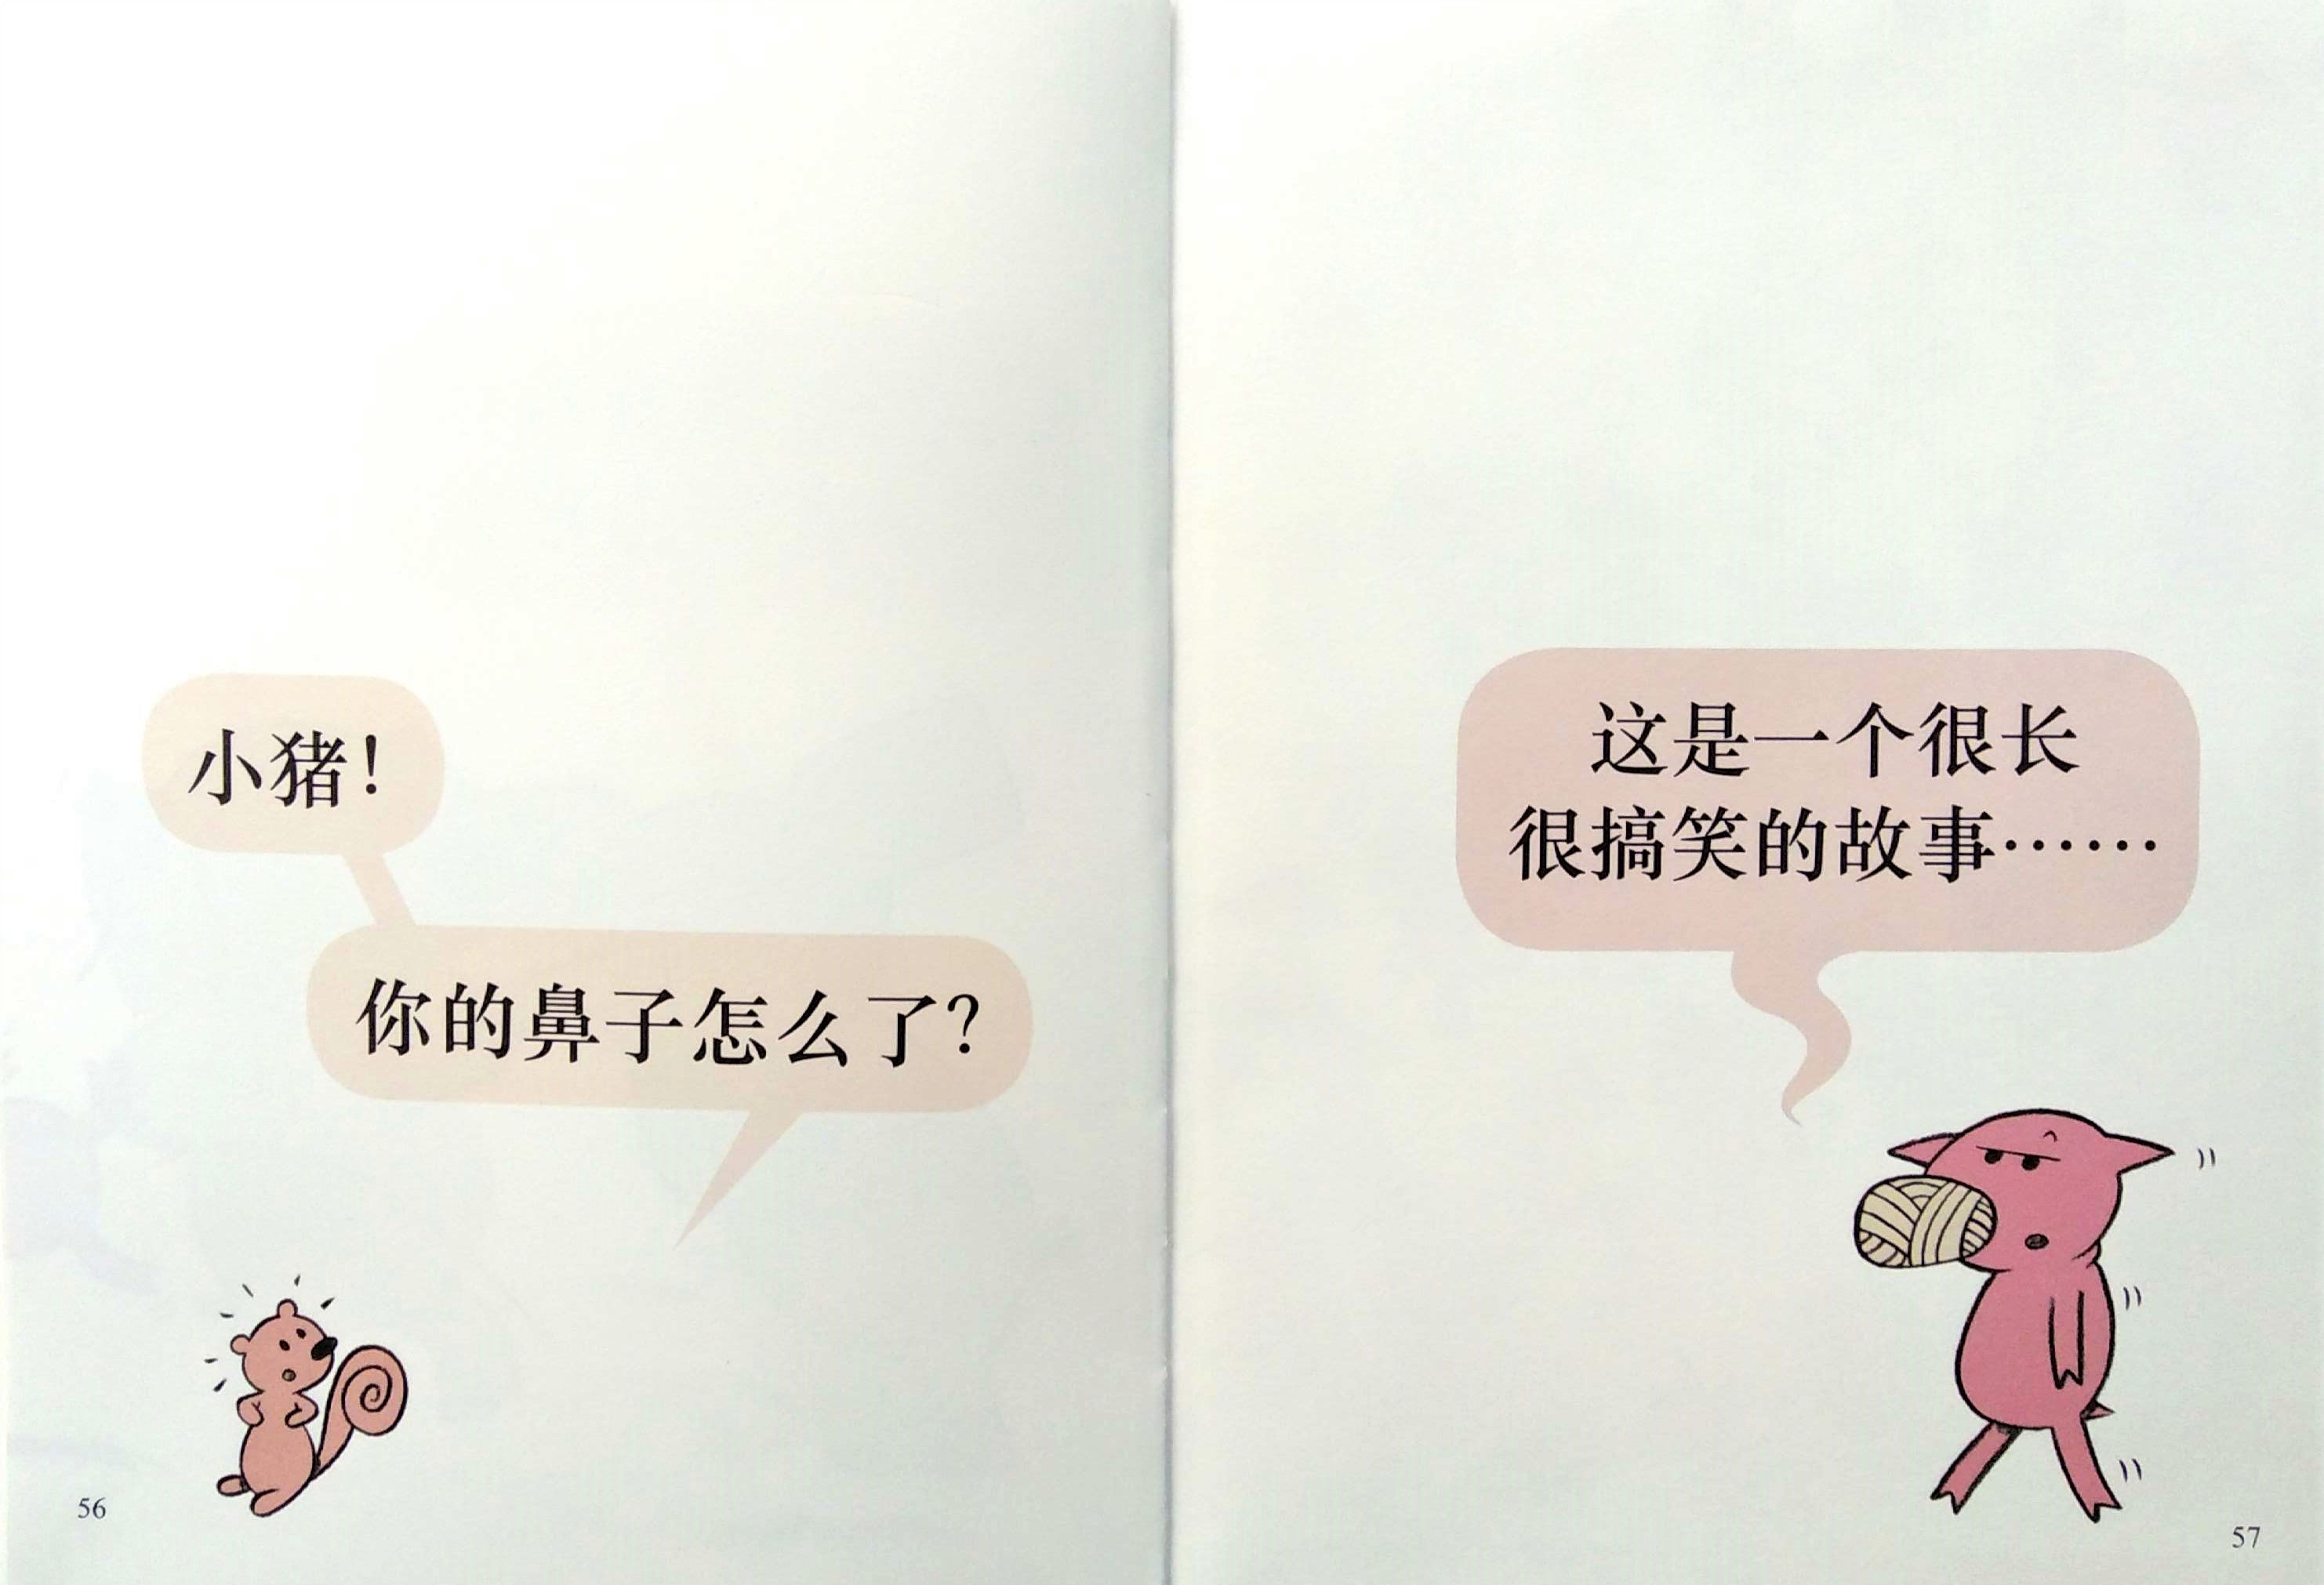 小猪！
你的鼻子怎么了？
56
这是一个很长
很搞笑的故事……
57